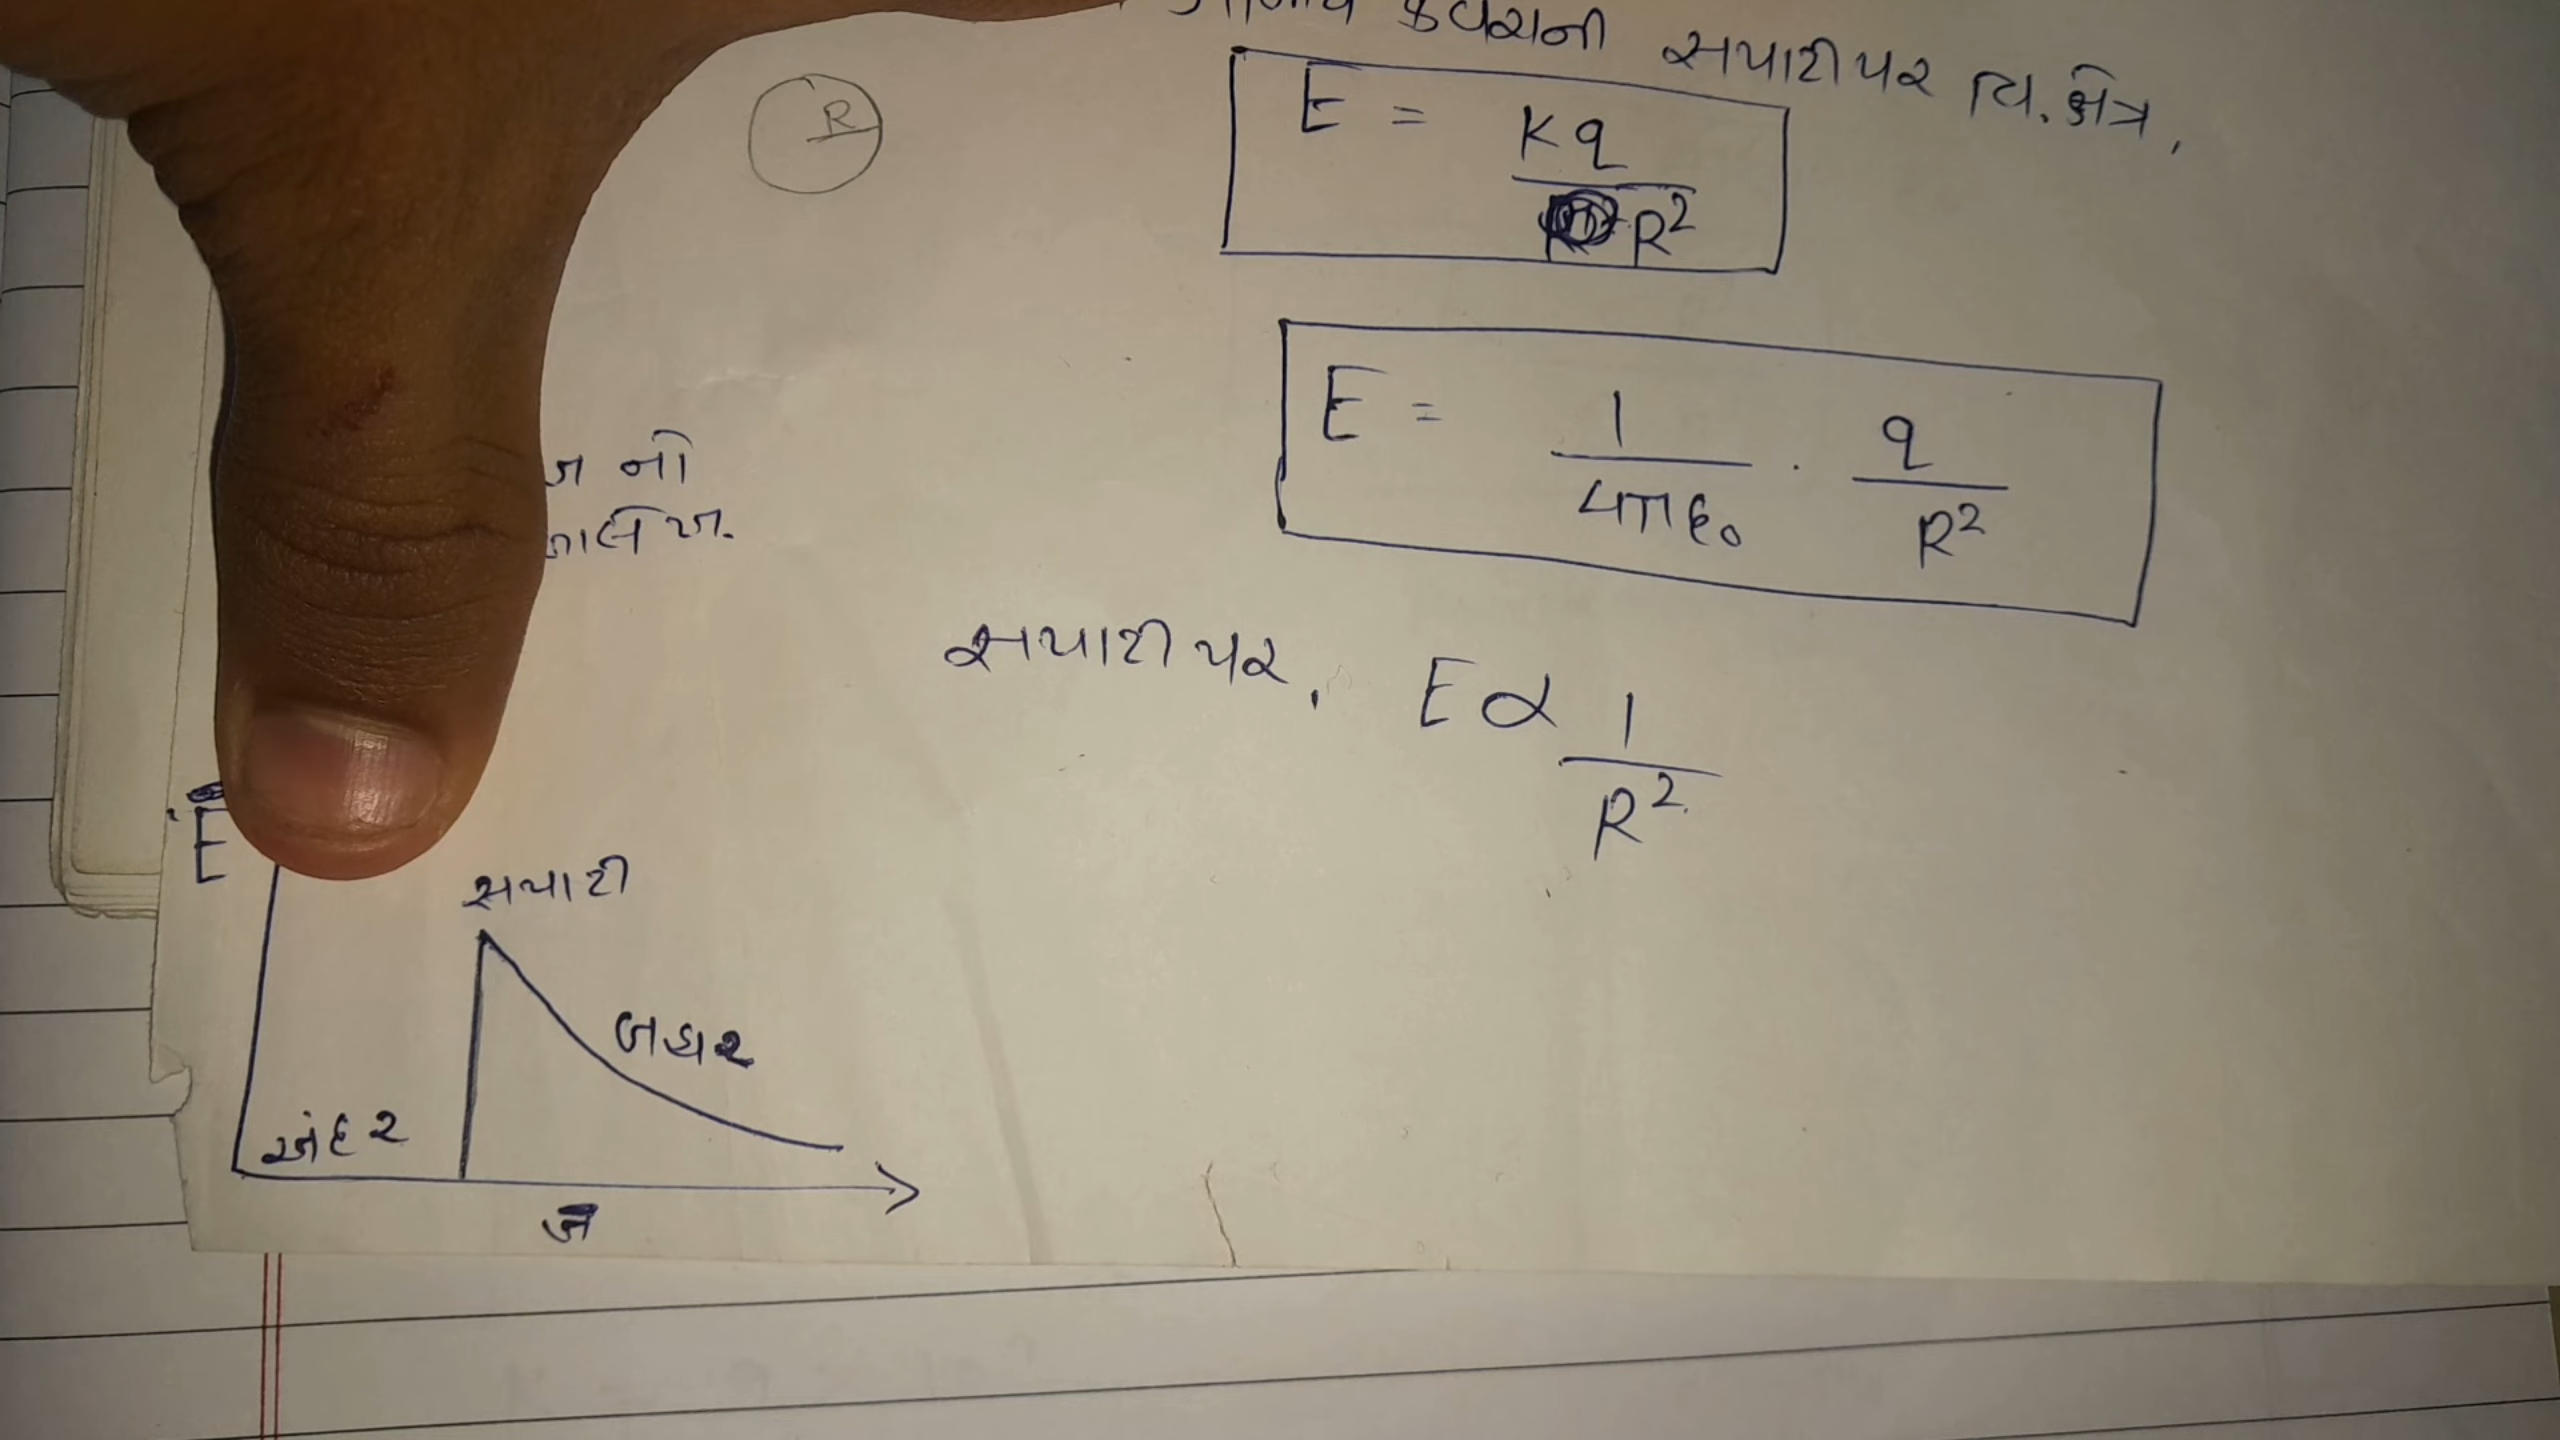 કવચની સપાટી પર વિ.ક્ષેત્ર,
R
E = Kq / R²
E = 1 / 4πε₀ · q / R²
નો
સપાટી પર, E ∝ 1 / R²
E
સપાટી
બહાર
અંદર